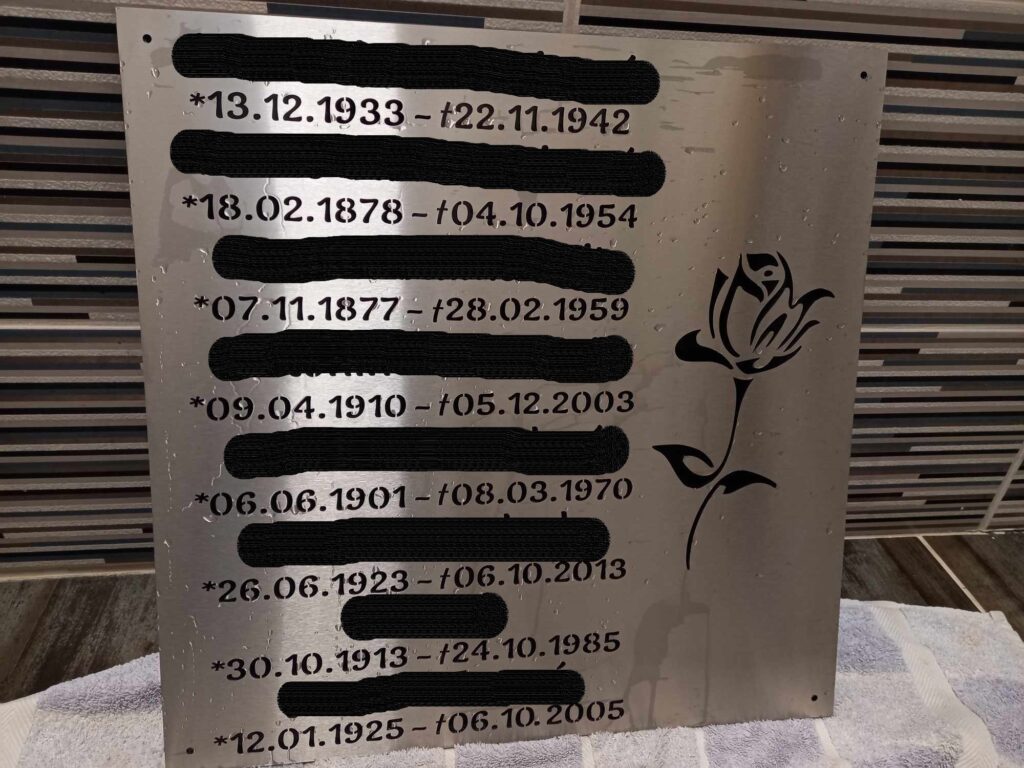 *13.12.1933 – †22.11.1942
*18.02.1878 – †04.10.1954
*07.11.1877 – †28.02.1959
*09.04.1910 – †05.12.2003
*06.06.1901 – †08.03.1970
*26.06.1923 – †06.10.2013
*30.10.1913 – †24.10.1985
*12.01.1925 – †06.10.2005